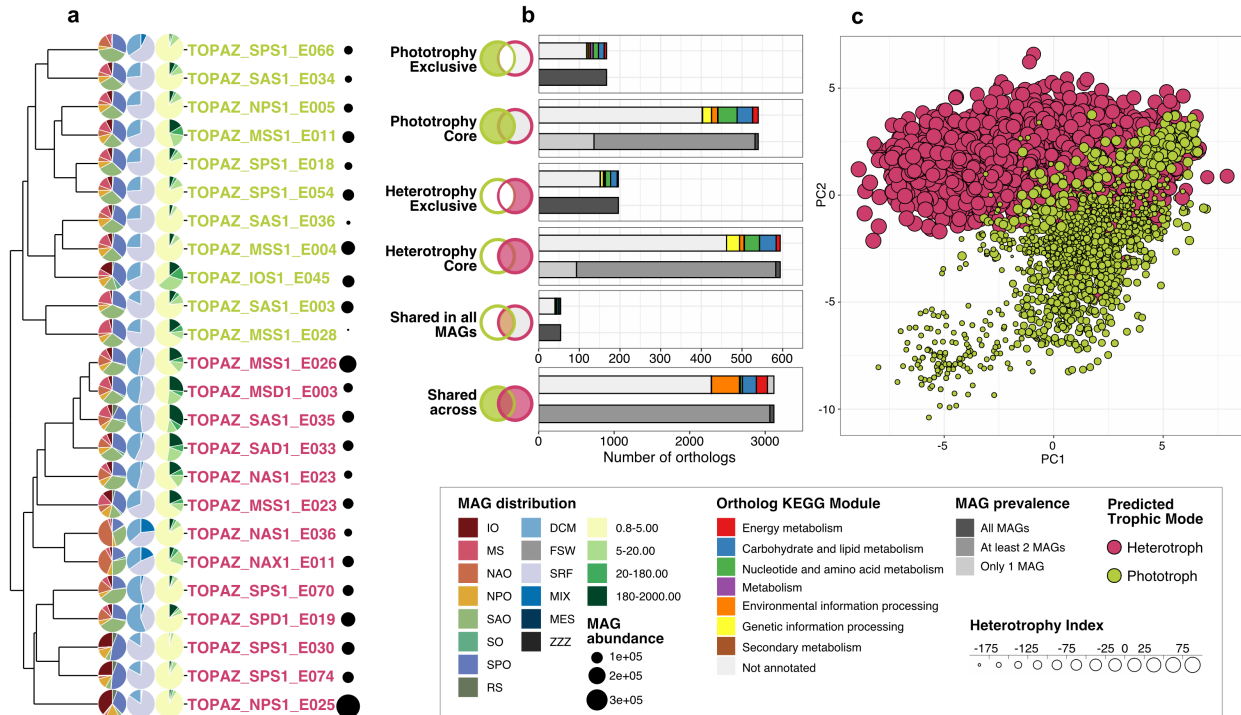 a
b
c
TOPAZ_SPS1_E066
TOPAZ_SAS1_E034
TOPAZ_NPS1_E005
TOPAZ_MSS1_E011
TOPAZ_SPS1_E018
TOPAZ_SPS1_E054
TOPAZ_SAS1_E036
TOPAZ_MSS1_E004
TOPAZ_IOS1_E045
TOPAZ_SAS1_E003
TOPAZ_MSS1_E028
TOPAZ_MSS1_E026
TOPAZ_MSD1_E003
TOPAZ_SAS1_E035
TOPAZ_SAD1_E033
TOPAZ_NAS1_E023
TOPAZ_MSS1_E023
TOPAZ_NAS1_E036
TOPAZ_NAX1_E011
TOPAZ_SPS1_E070
TOPAZ_SPD1_E019
TOPAZ_SPS1_E030
TOPAZ_SPS1_E074
TOPAZ_NPS1_E025
Phototrophy
Exclusive
Phototrophy
Core
Heterotrophy
Exclusive
Heterotrophy
Core
Shared in all
MAGs
0 100 200 300 400 500 600
Shared
across
0 1000 2000 3000
Number of orthologs
PC2
5
0
-5
-10
-5 0 5
PC1
MAG distribution
IO
MS
NAO
NPO
SAO
SO
SPO
RS
DCM
FSW
SRF
MIX
MES
ZZZ
0.8-5.00
5-20.00
20-180.00
180-2000.00
MAG
abundance
1e+05
2e+05
3e+05
Ortholog KEGG Module
Energy metabolism
Carbohydrate and lipid metabolism
Nucleotide and amino acid metabolism
Metabolism
Environmental information processing
Genetic information processing
Secondary metabolism
Not annotated
MAG prevalence
All MAGs
At least 2 MAGs
Only 1 MAG
Predicted
Trophic Mode
Heterotroph
Phototroph
Heterotrophy Index
-175 -125 -75 -25 0 25 75